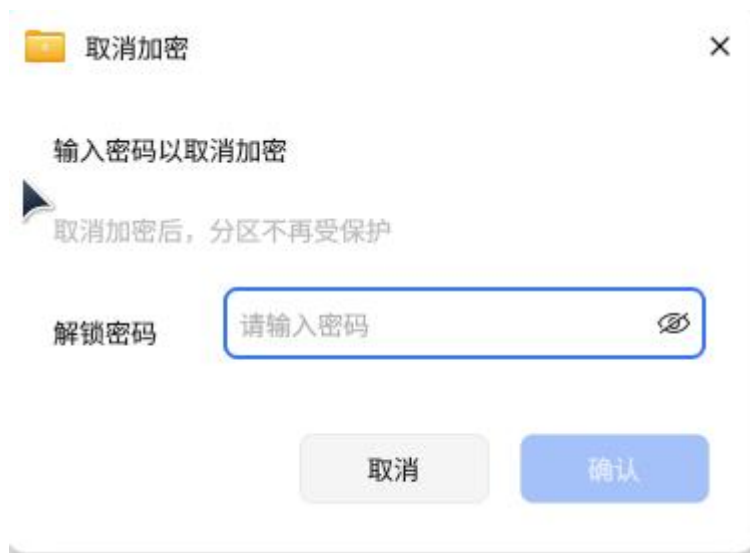 取消加密
输入密码以取消加密
取消加密后，分区不再受保护
解锁密码 请输入密码
取消 确认